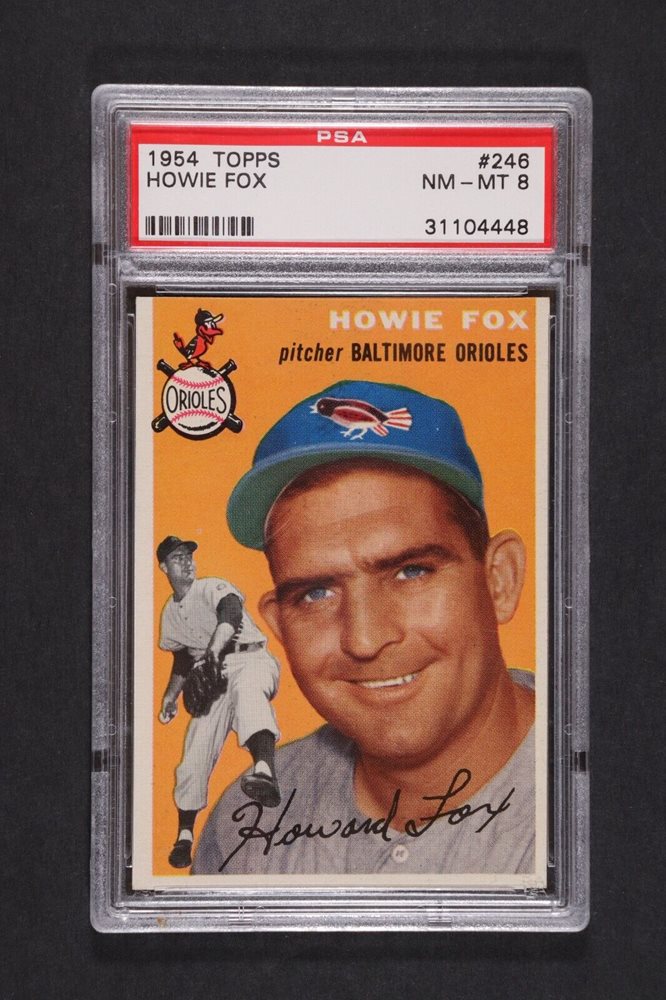 PSA
1954 TOPPS #246
HOWIE FOX NM - MT 8
31104448
HOWIE FOX
pitcher BALTIMORE ORIOLES
ORIOLES
Howard Fox